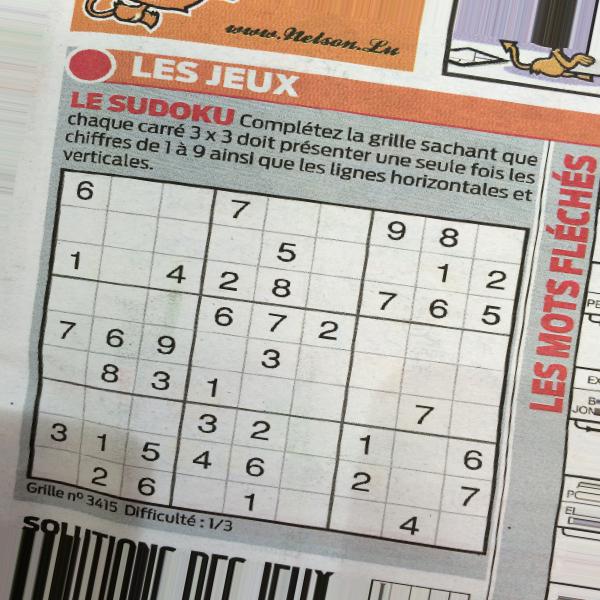 www.Nelson.Lu
LES JEUX
LE SUDOKU Complétez la grille sachant que
chaque carré 3 x 3 doit présenter une seule fois les
chiffres de 1 à 9 ainsi que les lignes horizontales et
verticales.
6 7 9 8
5 1 2
1 4 2 8 7 6 5
6 7 2
7 6 9 3
8 3 1 7
3 2 1 6
3 1 5 4 6 2 7
2 6 1 4
Grille nº 3415 Difficulté : 1/3
SOLUTIONS DES JEUX
LES MOTS FLÉCHÉS